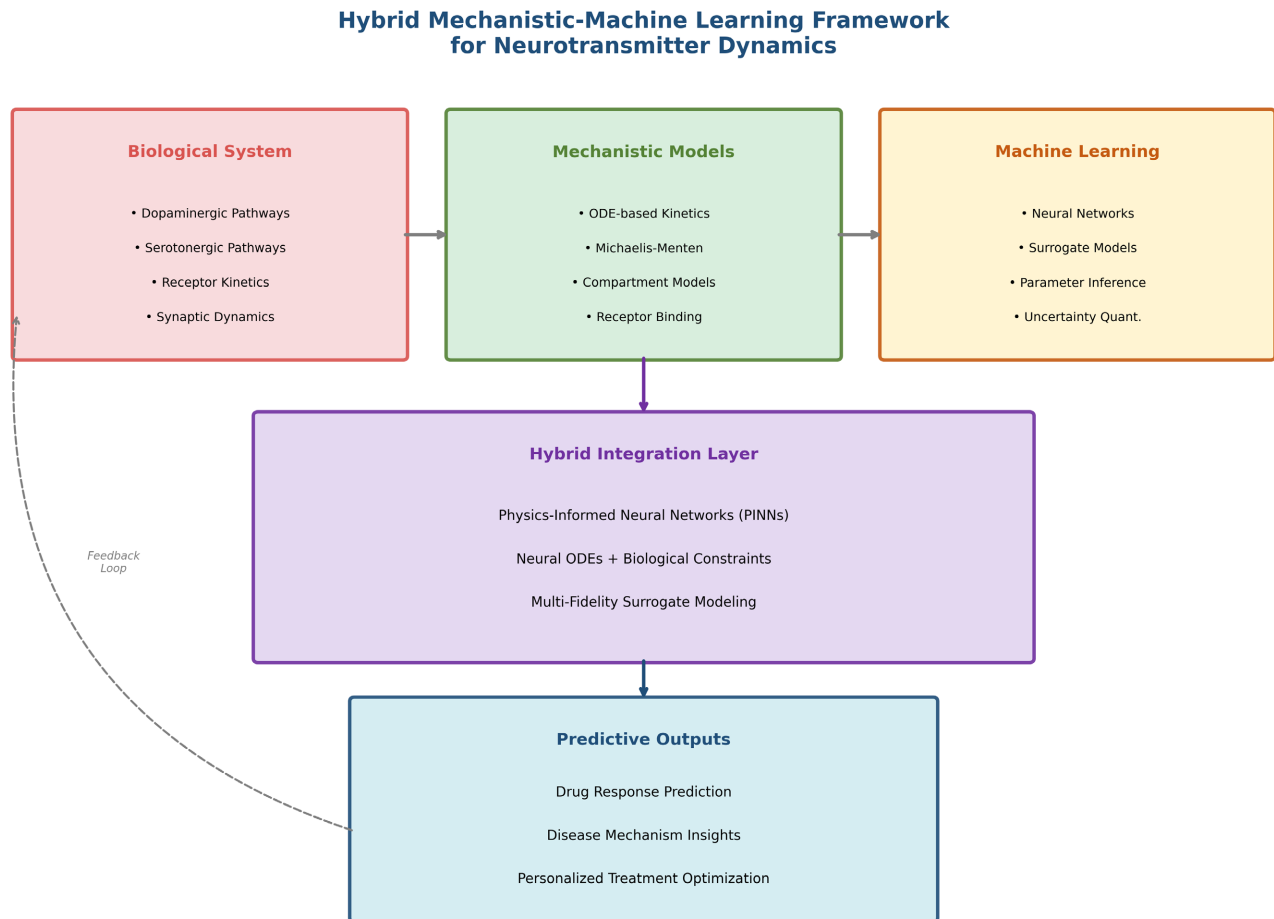 Hybrid Mechanistic-Machine Learning Framework
for Neurotransmitter Dynamics
Biological System
• Dopaminergic Pathways
• Serotonergic Pathways
• Receptor Kinetics
• Synaptic Dynamics
Mechanistic Models
• ODE-based Kinetics
• Michaelis-Menten
• Compartment Models
• Receptor Binding
Machine Learning
• Neural Networks
• Surrogate Models
• Parameter Inference
• Uncertainty Quant.
Hybrid Integration Layer
Physics-Informed Neural Networks (PINNs)
Neural ODEs + Biological Constraints
Multi-Fidelity Surrogate Modeling
Feedback
Loop
Predictive Outputs
Drug Response Prediction
Disease Mechanism Insights
Personalized Treatment Optimization